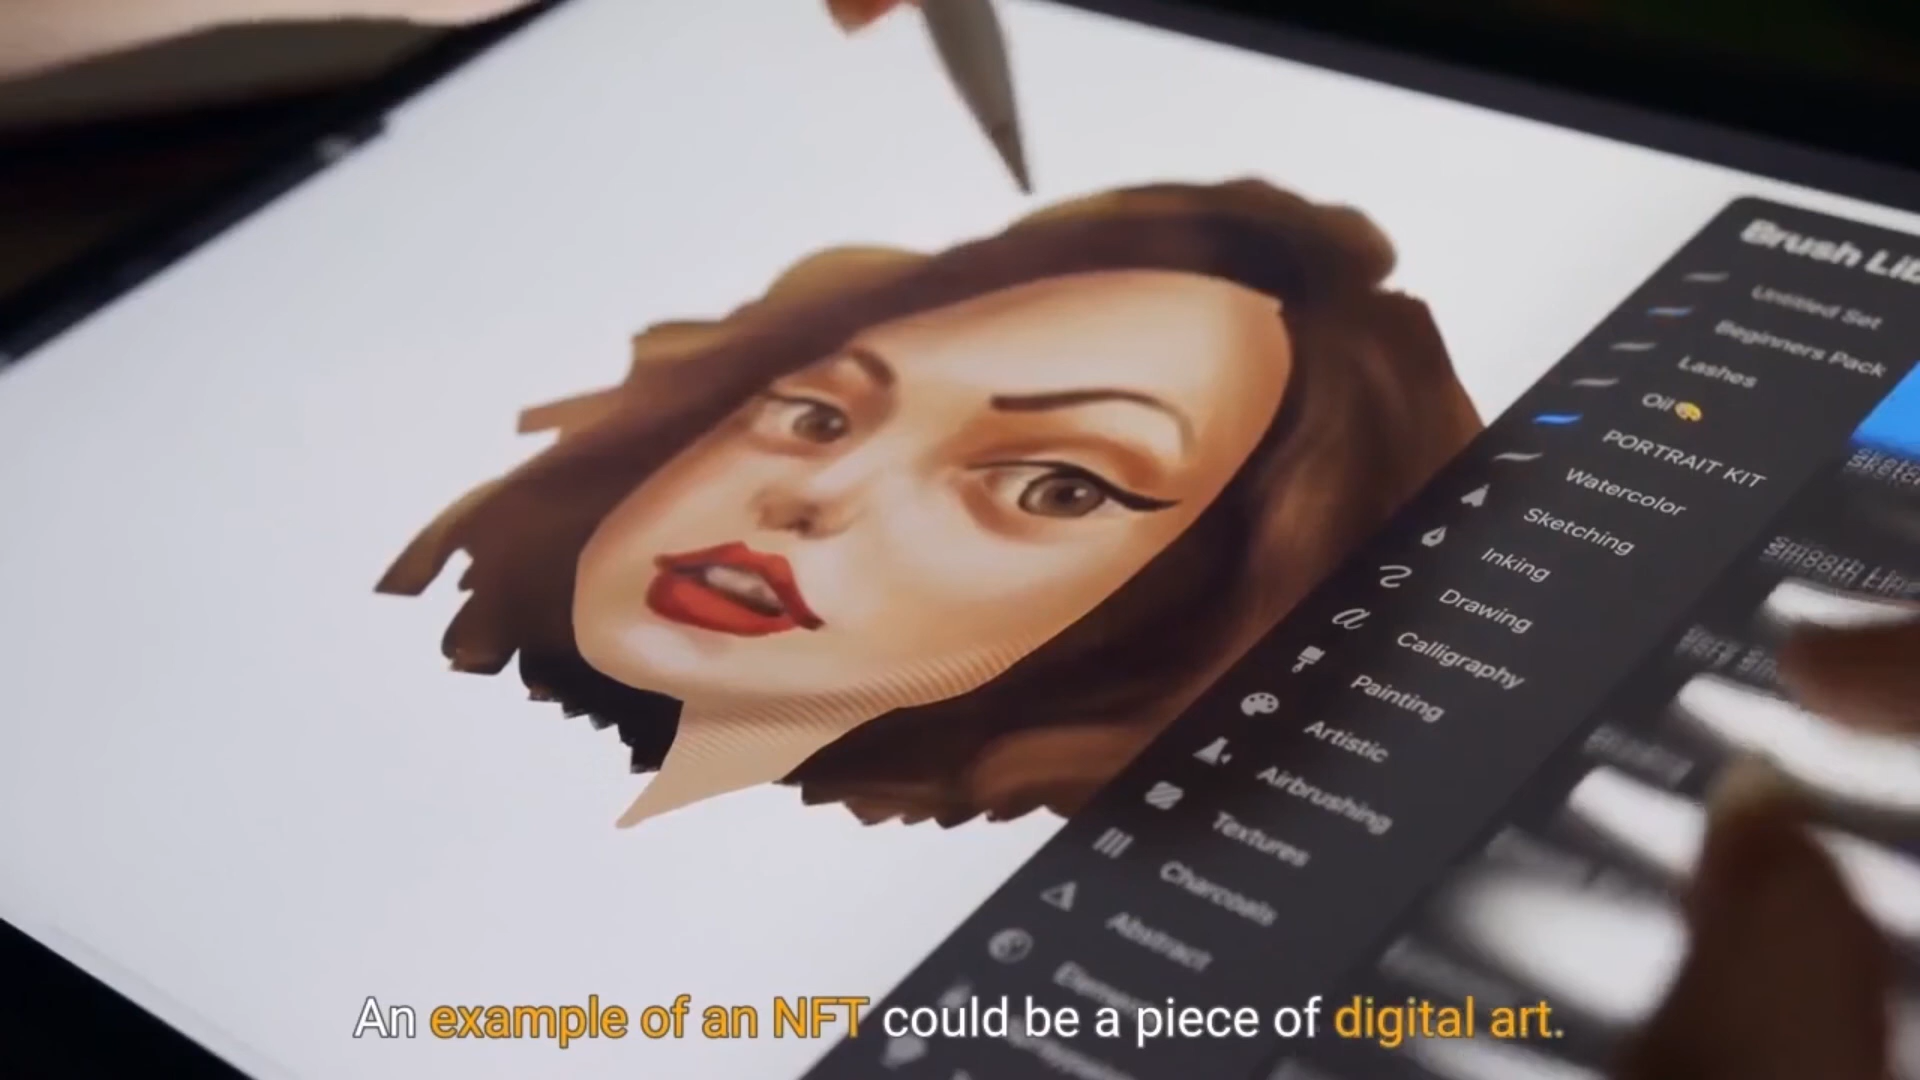 Brush Lib
Untitled Set
Beginners Pack
Lashes
Oil
PORTRAIT KIT
Watercolor
Sketching
Inking
Drawing
Calligraphy
Painting
Artistic
Airbrushing
Textures
Charcoals
Abstract
An example of an NFT could be a piece of digital art.